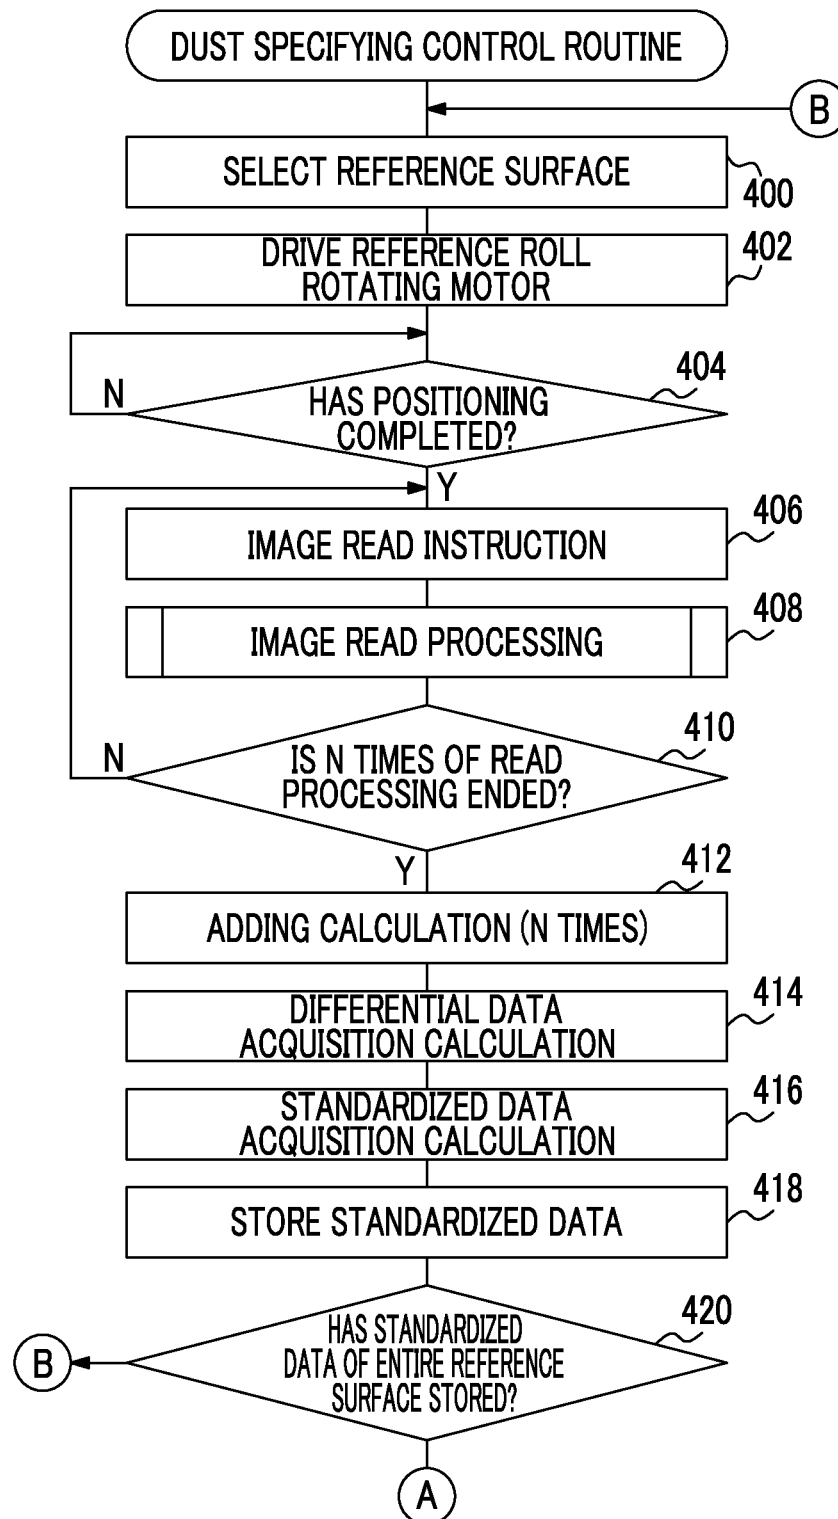 DUST SPECIFYING CONTROL ROUTINE
B
SELECT REFERENCE SURFACE
400
DRIVE REFERENCE ROLL
ROTATING MOTOR
402
N
HAS POSITIONING
COMPLETED?
404
Y
IMAGE READ INSTRUCTION
406
IMAGE READ PROCESSING
408
N
IS N TIMES OF READ
PROCESSING ENDED?
410
Y
ADDING CALCULATION (N TIMES)
412
DIFFERENTIAL DATA
ACQUISITION CALCULATION
414
STANDARDIZED DATA
ACQUISITION CALCULATION
416
STORE STANDARDIZED DATA
418
B
HAS STANDARDIZED
DATA OF ENTIRE REFERENCE
SURFACE STORED?
420
A